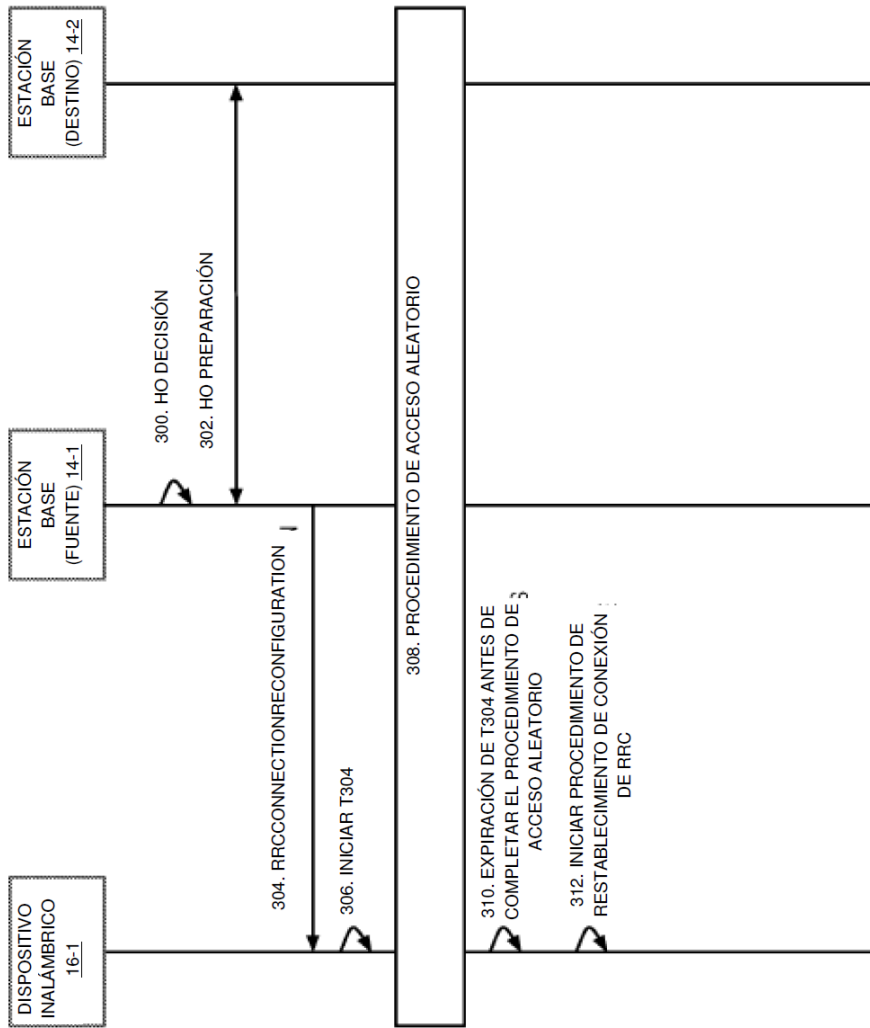 DISPOSITIVO
INALÁMBRICO
16-1
ESTACIÓN
BASE
(FUENTE) 14-1
ESTACIÓN
BASE
(DESTINO) 14-2
300. HO DECISIÓN
302. HO PREPARACIÓN
304. RRCCONNECTIONRECONFIGURATION
306. INICIAR T304
308. PROCEDIMIENTO DE ACCESO ALEATORIO
310. EXPIRACIÓN DE T304 ANTES DE
COMPLETAR EL PROCEDIMIENTO DE
ACCESO ALEATORIO
312. INICIAR PROCEDIMIENTO DE
RESTABLECIMIENTO DE CONEXIÓN
DE RRC